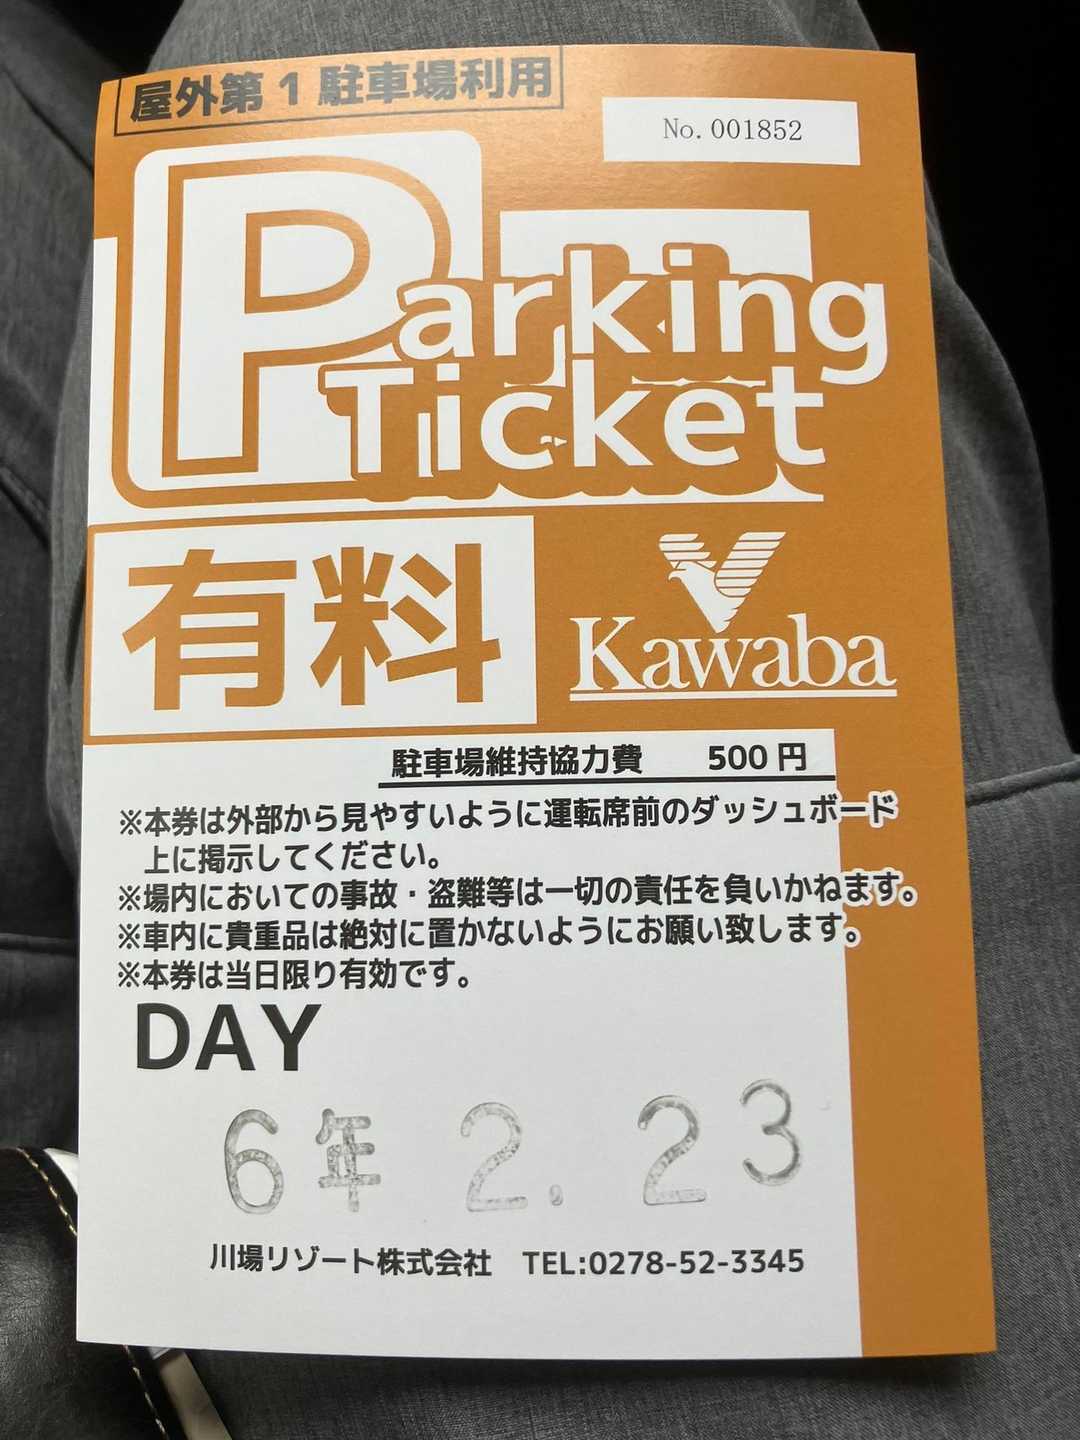 屋外第1駐車場利用
No.001852
Parking
Ticket
有料
Kawaba
駐車場維持協力費 500円
※本券は外部から見やすいように運転席前のダッシュボード
上に掲示してください。
※場内においての事故・盗難等は一切の責任を負いかねます。
※車内に貴重品は絶対に置かないようにお願い致します。
※本券は当日限り有効です。
DAY
6年 2. 23
川場リゾート株式会社 TEL:0278-52-3345